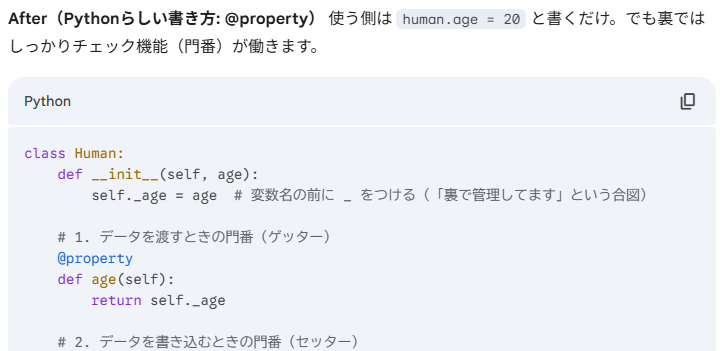 After（Pythonらしい書き方: @property） 使う側は human.age = 20 と書くだけ。でも裏では
しっかりチェック機能（門番）が働きます。
Python
class Human:
    def __init__(self, age):
        self._age = age  # 変数名の前に _ をつける（「裏で管理してます」という合図）
    # 1. データを渡すときの門番（ゲッター）
    @property
    def age(self):
        return self._age
    # 2. データを書き込むときの門番（セッター）